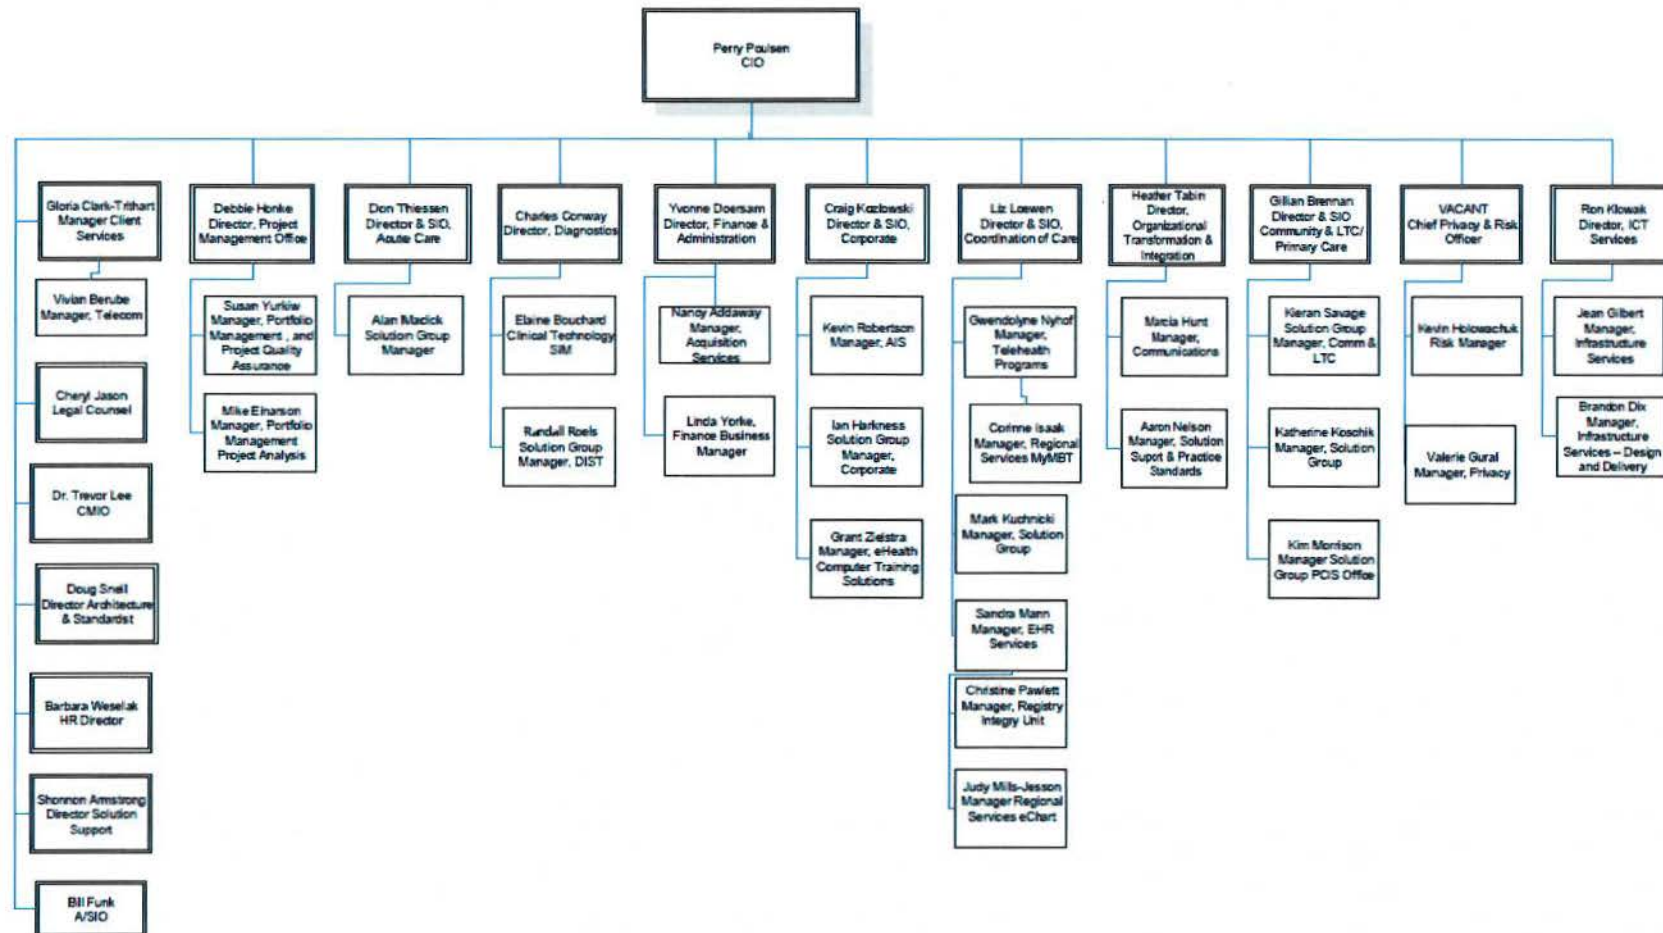 Perry Poulsen
CIO
Gloria Clark-Trithart
Manager Client
Services
Vivian Berube
Manager, Telecom
Cheryl Jason
Legal Counsel
Dr. Trevor Lee
CMIO
Doug Snell
Director Architecture
& Standardist
Barbara Weselak
HR Director
Shonnon Armstrong
Director Solution
Support
Bill Funk
A/SIO
Debbie Honke
Director, Project
Management Office
Susan Yurkiw
Manager, Portfolio
Management , and
Project Quality
Assurance
Mike Einarson
Manager, Portfolio
Management
Project Analysis
Don Thiessen
Director & SIO,
Acute Care
Alan Macick
Solution Group
Manager
Charles Conway
Director, Diagnostics
Elaine Bouchard
Clinical Technology
SIM
Randall Roels
Solution Group
Manager, DIST
Yvonne Doersam
Director, Finance &
Administration
Nancy Addaway
Manager,
Acquisition
Services
Linda Yorke,
Finance Business
Manager
Craig Kozlowski
Director & SIO,
Corporate
Kevin Robertson
Manager, AIS
Ian Harkness
Solution Group
Manager,
Corporate
Grant Zielstra
Manager, eHealth
Computer Training
Solutions
Liz Loewen
Director & SIO,
Coordination of Care
Gwendolyne Nyhof
Manager,
Telehealth
Programs
Corinne Isaak
Manager, Regional
Services MyMBT
Mark Kuchnicki
Manager, Solution
Group
Sandra Mann
Manager, EHR
Services
Christine Pawlett
Manager, Registry
Integry Unit
Judy Mills-Jesson
Manager Regional
Services eChart
Heather Tabin
Director,
Organizational
Transformation &
Integration
Marcia Hunt
Manager,
Communications
Aaron Nelson
Manager, Solution
Suport & Practice
Standards
Gillian Brennan
Director & SIO
Community & LTC/
Primary Care
Kieran Savage
Solution Group
Manager, Comm &
LTC
Katherine Koschik
Manager, Solution
Group
Kim Morrison
Manager Solution
Group PCIS Office
VACANT
Chief Privacy & Risk
Officer
Kevin Holowachuk
Risk Manager
Valerie Gural
Manager, Privacy
Ron Klowak
Director, ICT
Services
Jean Gilbert
Manager,
Infrastructure
Services
Brandon Dix
Manager,
Infrastructure
Services – Design
and Delivery